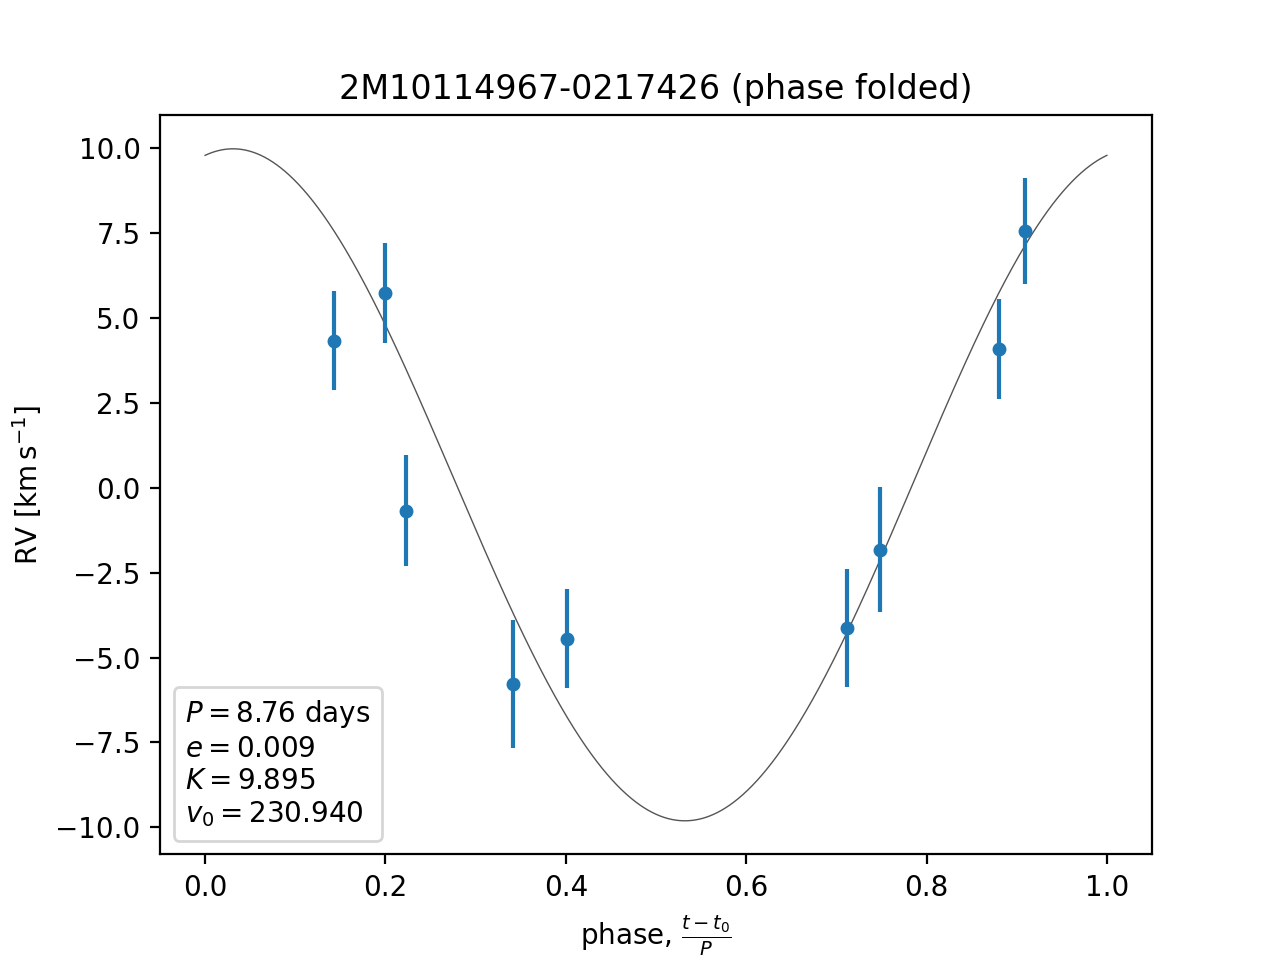 2M10114967-0217426 (phase folded)
10.0
7.5
5.0
2.5
0.0
−2.5
−5.0
−7.5
−10.0
RV [km s⁻¹]
P = 8.76 days
e = 0.009
K = 9.895
v₀ = 230.940
0.0 0.2 0.4 0.6 0.8 1.0
phase, (t − t₀)/P